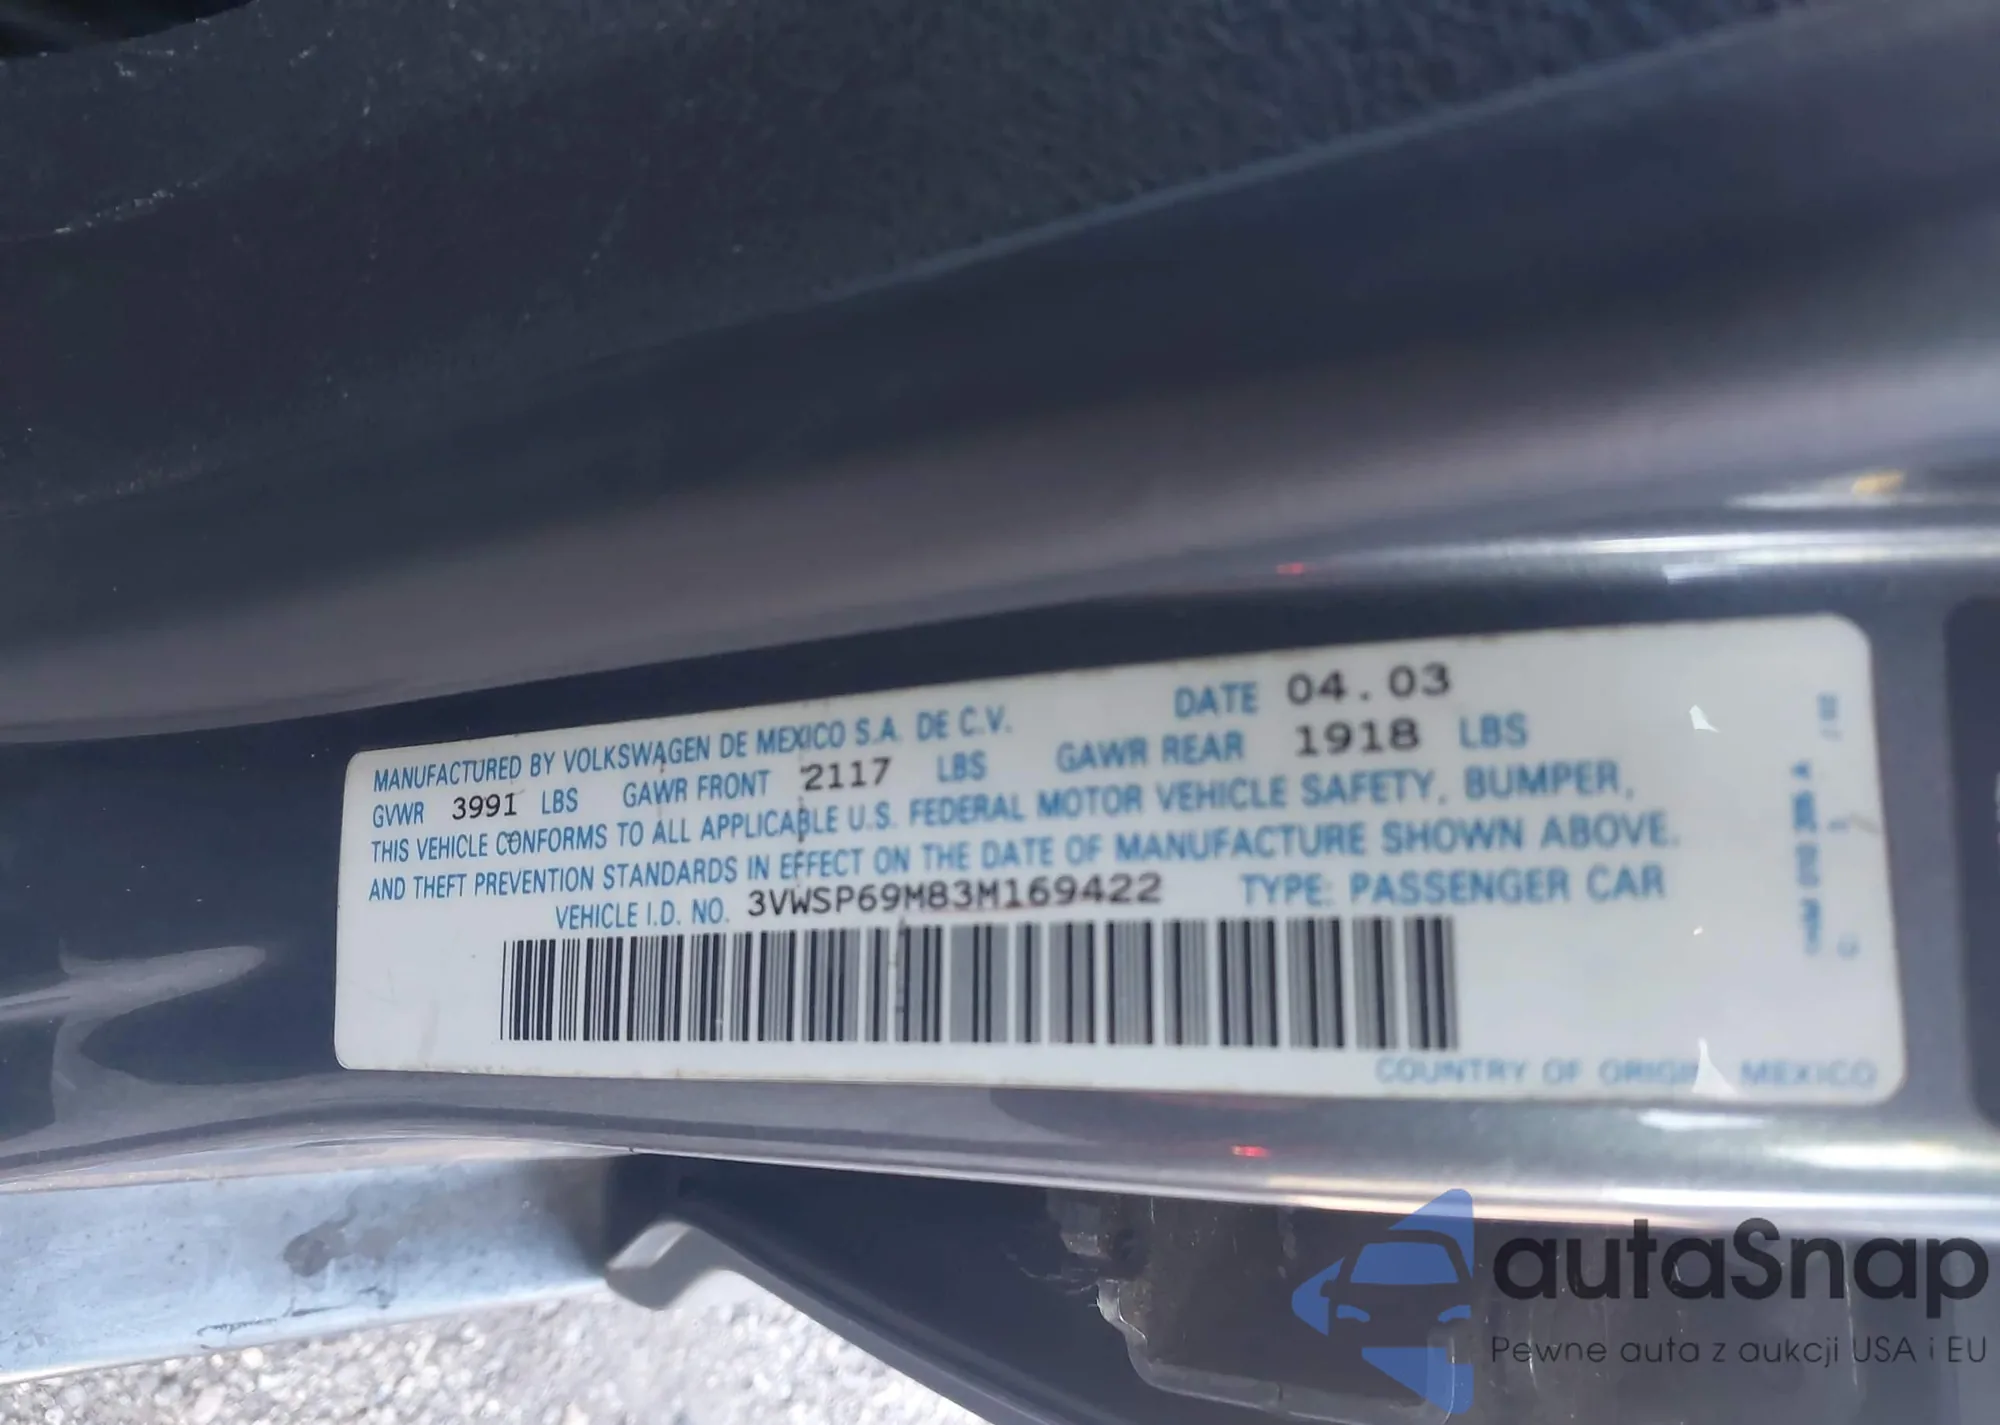 MANUFACTURED BY VOLKSWAGEN DE MEXICO S.A. DE C.V. DATE 04.03
GVWR 3991 LBS GAWR FRONT 2117 LBS GAWR REAR 1918 LBS
THIS VEHICLE CONFORMS TO ALL APPLICABLE U.S. FEDERAL MOTOR VEHICLE SAFETY, BUMPER,
AND THEFT PREVENTION STANDARDS IN EFFECT ON THE DATE OF MANUFACTURE SHOWN ABOVE.
VEHICLE I.D. NO. 3VWSP69M83M169422 TYPE: PASSENGER CAR
COUNTRY OF ORIGIN MEXICO
autaSnap
Pewne auta z aukcji USA i EU